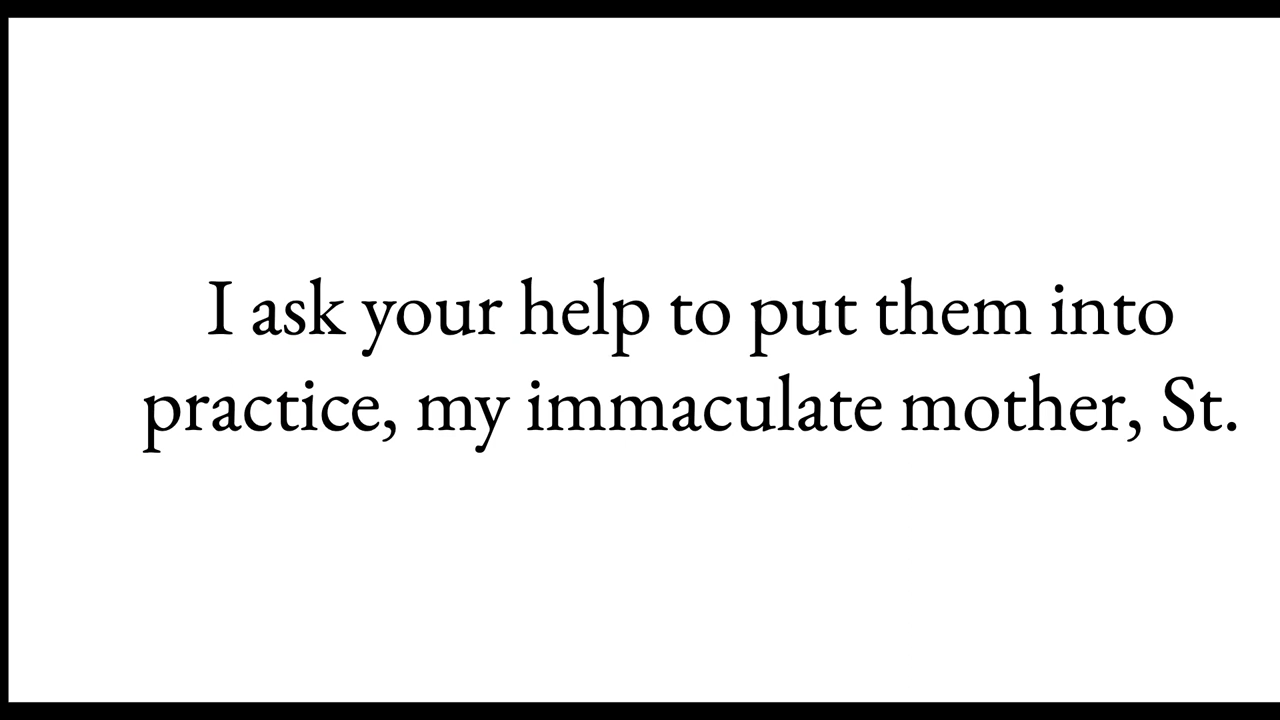 I ask your help to put them into
practice, my immaculate mother, St.